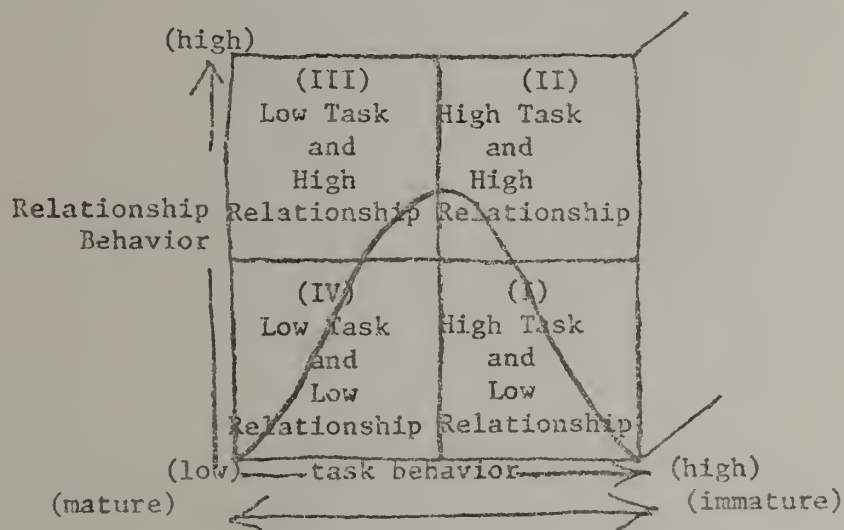 (high)
(III)
Low Task
and
High
Relationship
(II)
High Task
and
High
Relationship
Relationship
Behavior
(IV)
Low Task
and
Low
Relationship
(I)
High Task
and
Low
Relationship
(low) task behavior (high)
(mature) (immature)